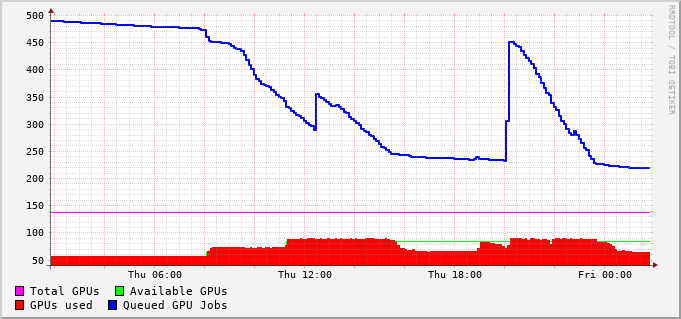 500
450
400
350
300
250
200
150
100
50
Thu 06:00 Thu 12:00 Thu 18:00 Fri 00:00
Total GPUs Available GPUs
GPUs used Queued GPU Jobs
RRDTOOL / TOBI OETIKER